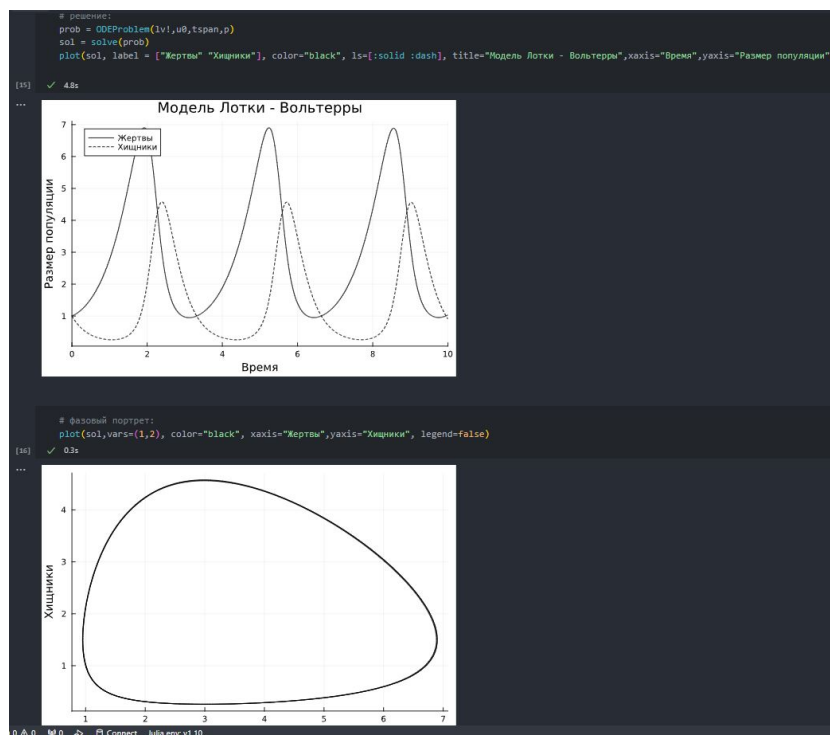 # решение:
prob = ODEProblem(lv!,u0,tspan,p)
sol = solve(prob)
plot(sol, label = ["Жертвы" "Хищники"], color="black", ls=[:solid :dash], title="Модель Лотки - Вольтерры",xaxis="Время",yaxis="Размер популяции"
[15] ✓ 4.8s
...
Модель Лотки - Вольтерры
Жертвы
Хищники
Размер популяции
7
6
5
4
3
2
1
0 2 4 6 8 10
Время
# фазовый портрет:
plot(sol,vars=(1,2), color="black", xaxis="Жертвы",yaxis="Хищники", legend=false)
[16] ✓ 0.3s
...
Хищники
4
3
2
1
1 2 3 4 5 6 7
0 0 0 Connect Julia env: v1.10